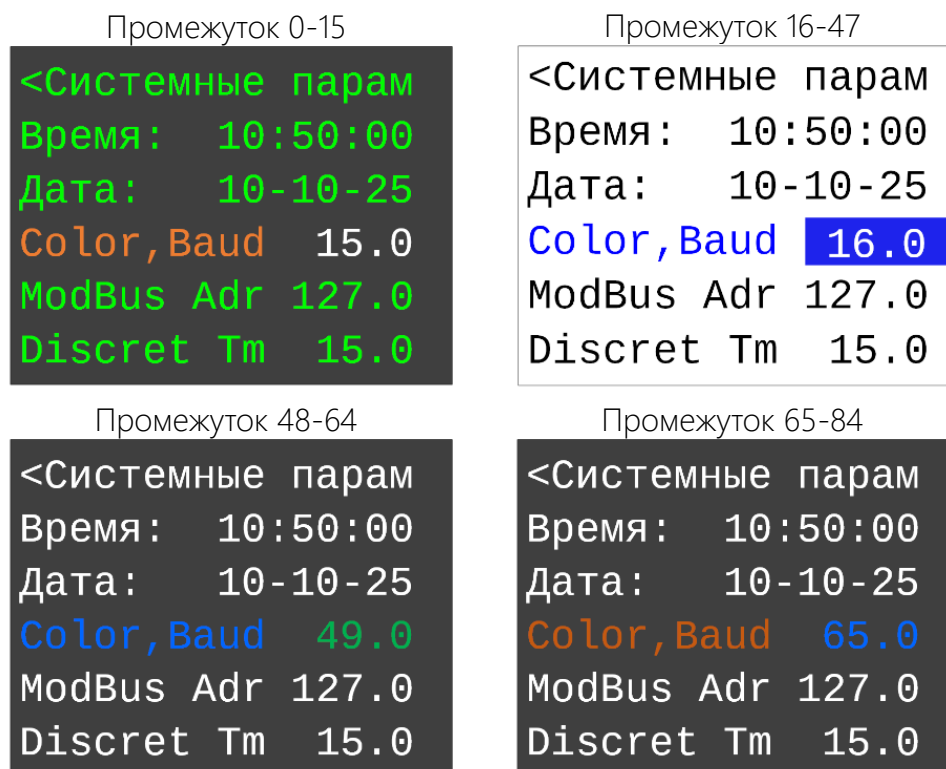 Промежуток 0-15
<Системные парам
Время: 10:50:00
Дата: 10-10-25
Color,Baud 15.0
ModBus Adr 127.0
Discret Tm 15.0
Промежуток 16-47
<Системные парам
Время: 10:50:00
Дата: 10-10-25
Color,Baud 16.0
ModBus Adr 127.0
Discret Tm 15.0
Промежуток 48-64
<Системные парам
Время: 10:50:00
Дата: 10-10-25
Color,Baud 49.0
ModBus Adr 127.0
Discret Tm 15.0
Промежуток 65-84
<Системные парам
Время: 10:50:00
Дата: 10-10-25
Color,Baud 65.0
ModBus Adr 127.0
Discret Tm 15.0